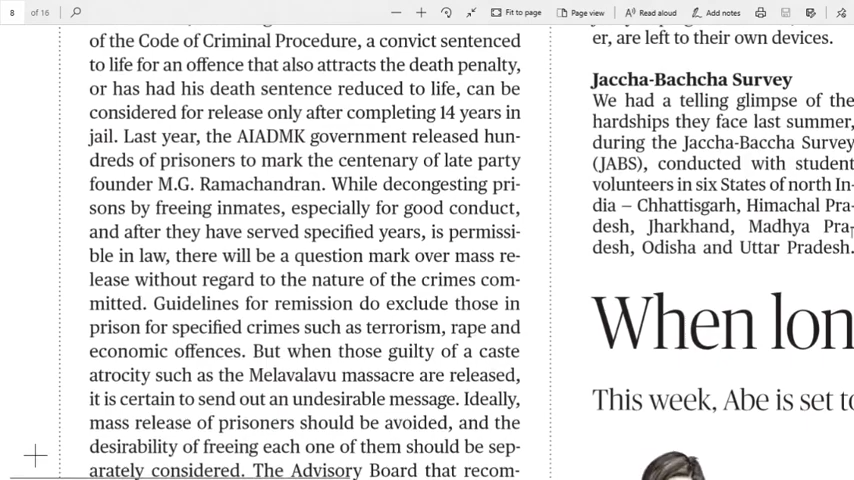 8 of 16 Fit to page Page view Read aloud Add notes
of the Code of Criminal Procedure, a convict sentenced
to life for an offence that also attracts the death penalty,
or has had his death sentence reduced to life, can be
considered for release only after completing 14 years in
jail. Last year, the AIADMK government released hun-
dreds of prisoners to mark the centenary of late party
founder M.G. Ramachandran. While decongesting pri-
sons by freeing inmates, especially for good conduct,
and after they have served specified years, is permissi-
ble in law, there will be a question mark over mass re-
lease without regard to the nature of the crimes com-
mitted. Guidelines for remission do exclude those in
prison for specified crimes such as terrorism, rape and
economic offences. But when those guilty of a caste
atrocity such as the Melavalavu massacre are released,
it is certain to send out an undesirable message. Ideally,
mass release of prisoners should be avoided, and the
desirability of freeing each one of them should be sep-
arately considered. The Advisory Board that recom-
er, are left to their own devices.
Jaccha-Bachcha Survey
We had a telling glimpse of the
hardships they face last summer,
during the Jaccha-Baccha Survey
(JABS), conducted with student
volunteers in six States of north In-
dia – Chhattisgarh, Himachal Pra-
desh, Jharkhand, Madhya Pra-
desh, Odisha and Uttar Pradesh.
When lon
This week, Abe is set to